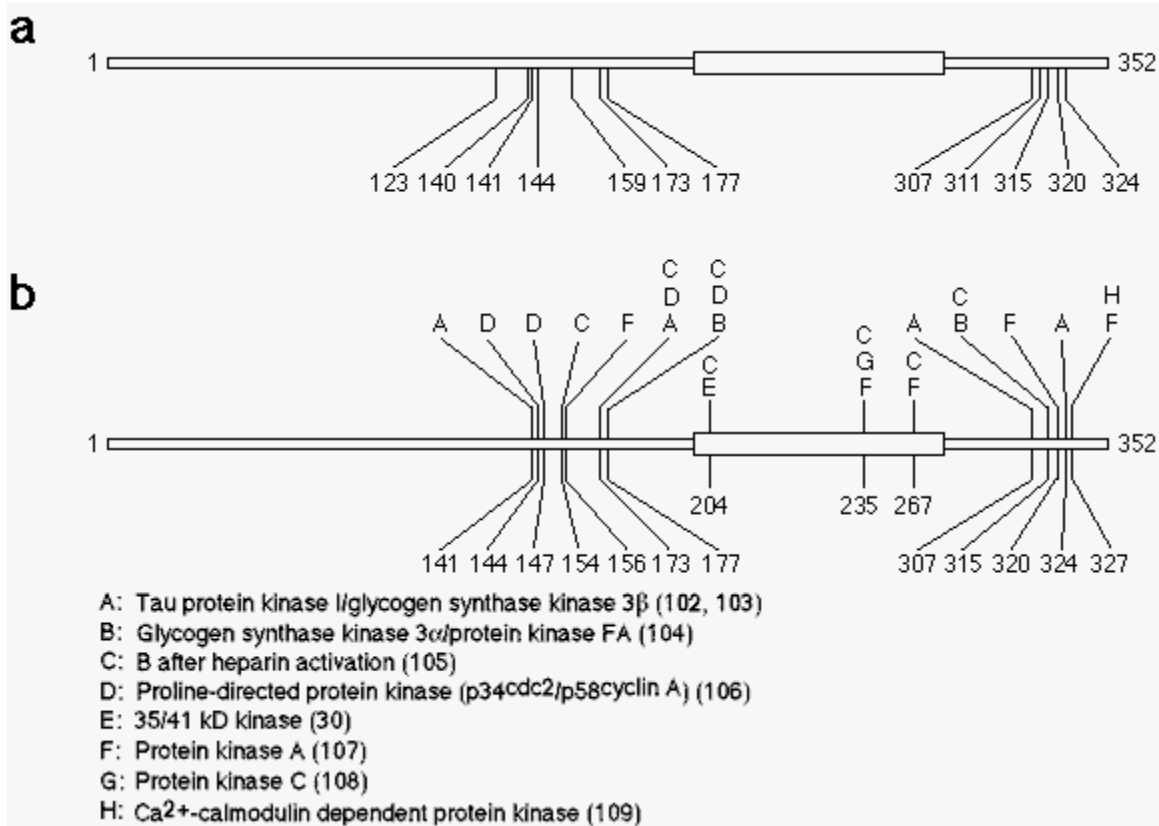 a
1 352
123 140 141 144 159 173 177 307 311 315 320 324
b
C C
D D C H
A D D C F A B A B F A F
C
C G C
E F F
1 352
204 235 267
141 144 147 154 156 173 177 307 315 320 324 327
A: Tau protein kinase I/glycogen synthase kinase 3β (102, 103)
B: Glycogen synthase kinase 3α/protein kinase FA (104)
C: B after heparin activation (105)
D: Proline-directed protein kinase (p34cdc2/p58cyclin A) (106)
E: 35/41 kD kinase (30)
F: Protein kinase A (107)
G: Protein kinase C (108)
H: Ca2+-calmodulin dependent protein kinase (109)